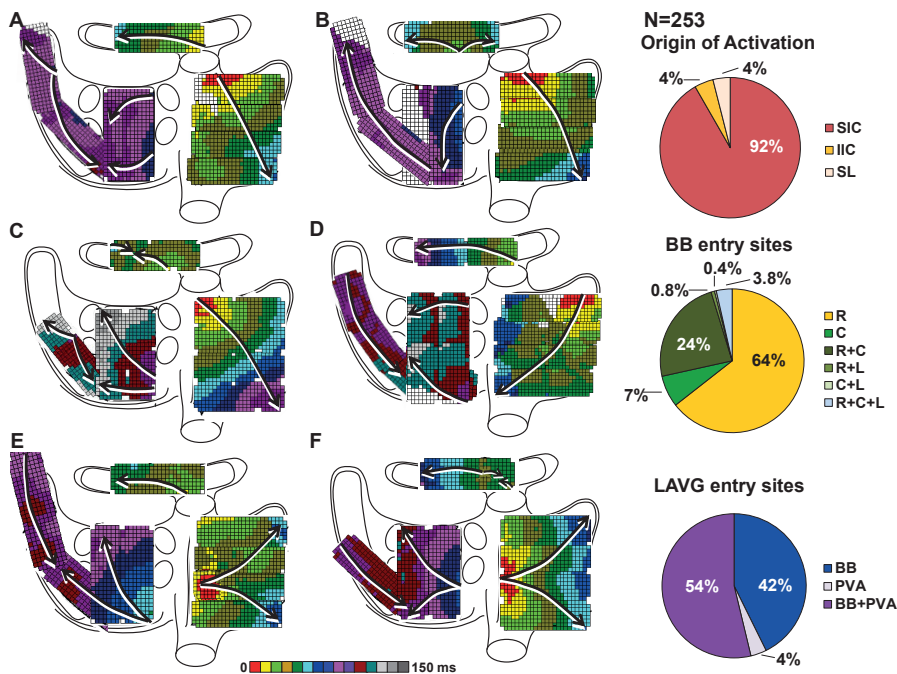 A
B
N=253
Origin of Activation
4%
4%
92%
SIC
IIC
SL
C
D
BB entry sites
0.4%
0.8%
3.8%
24%
64%
7%
R
C
R+C
R+L
C+L
R+C+L
E
F
LAVG entry sites
54%
42%
4%
BB
PVA
BB+PVA
0
150 ms